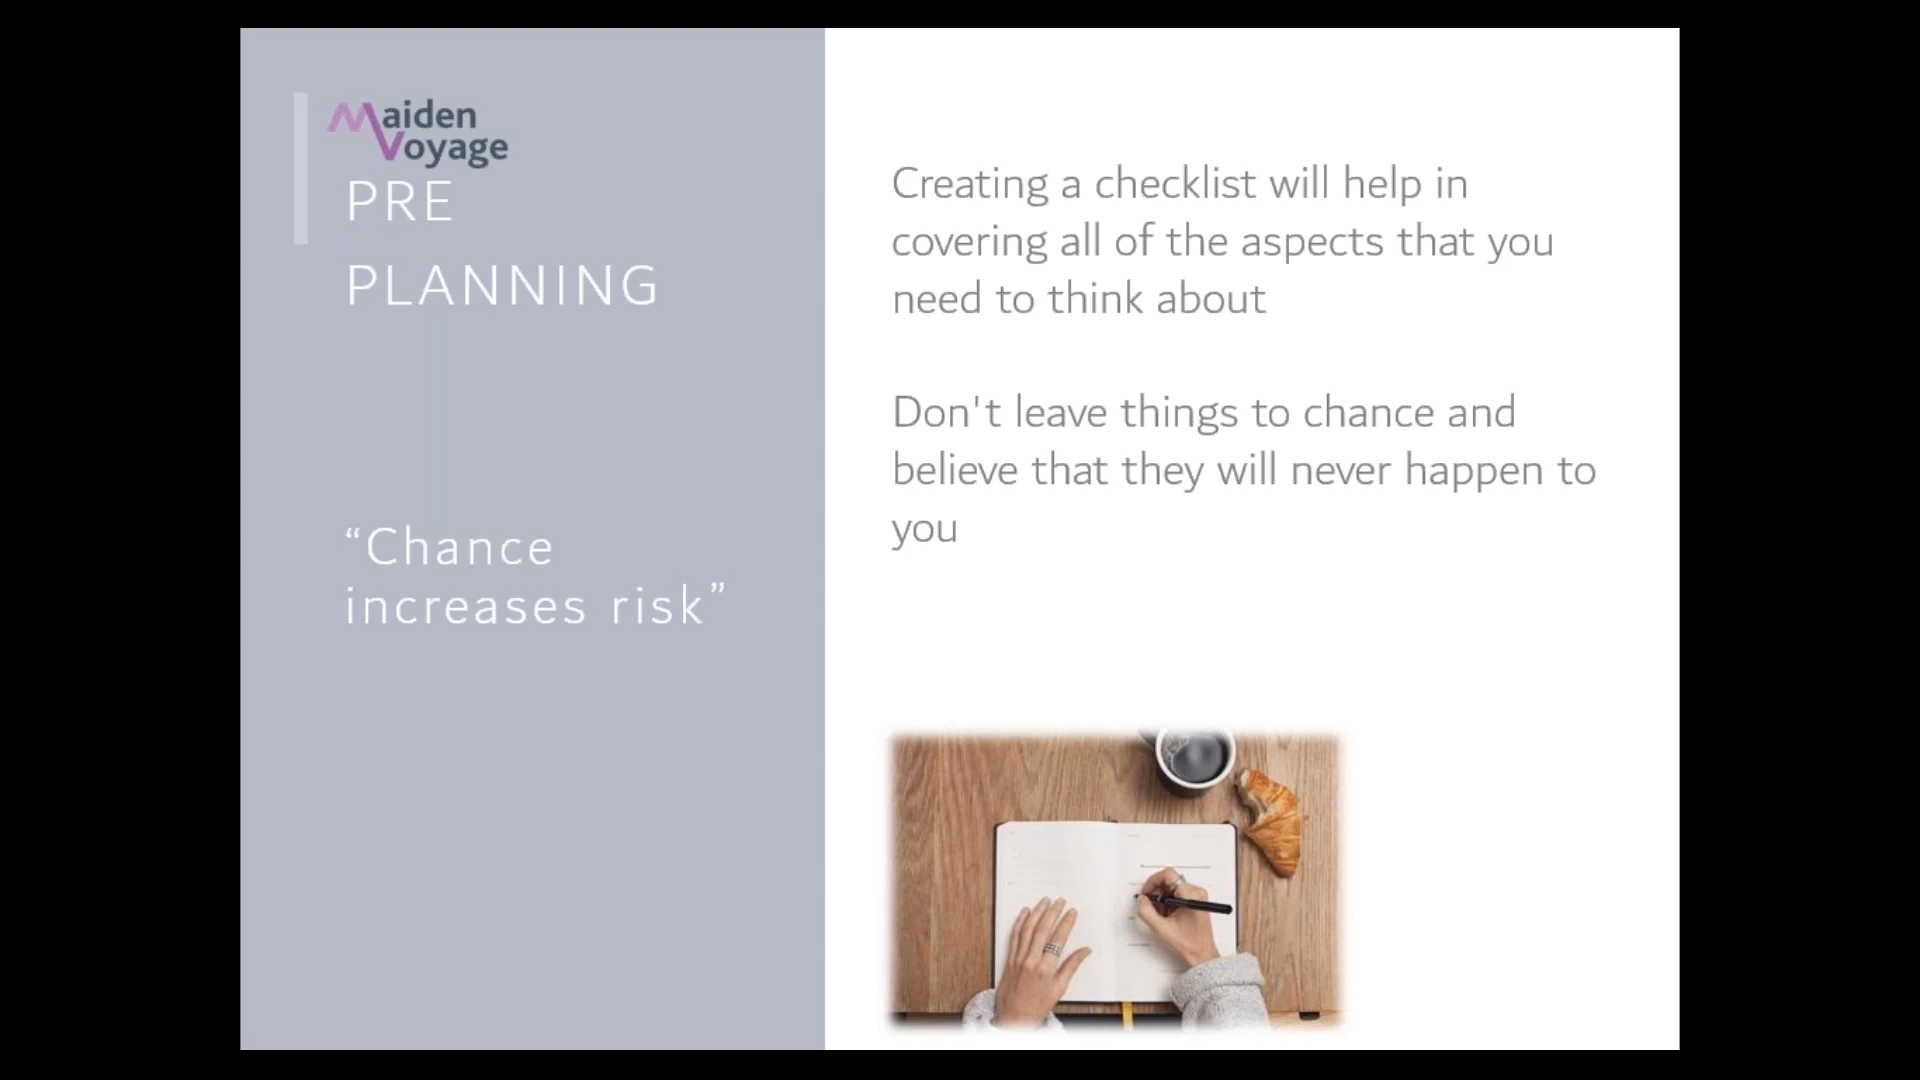 Maiden
Voyage
PRE
PLANNING
“Chance
increases risk”
Creating a checklist will help in
covering all of the aspects that you
need to think about
Don't leave things to chance and
believe that they will never happen to
you